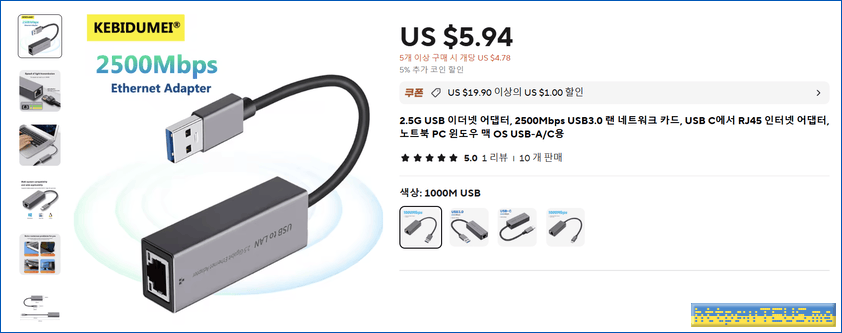 KEBIDUMEI®
2500Mbps
Ethernet Adapter
USB to LAN
2.5 Gigabit Ethernet Adapter
US $5.94
5개 이상 구매 시 개당 US $4.78
5% 추가 코인 할인
쿠폰 US $19.90 이상의 US $1.00 할인
2.5G USB 이더넷 어댑터, 2500Mbps USB3.0 랜 네트워크 카드, USB C에서 RJ45 인터넷 어댑터,
노트북 PC 윈도우 맥 OS USB-A/C용
5.0 1 리뷰 | 10 개 판매
색상: 1000M USB